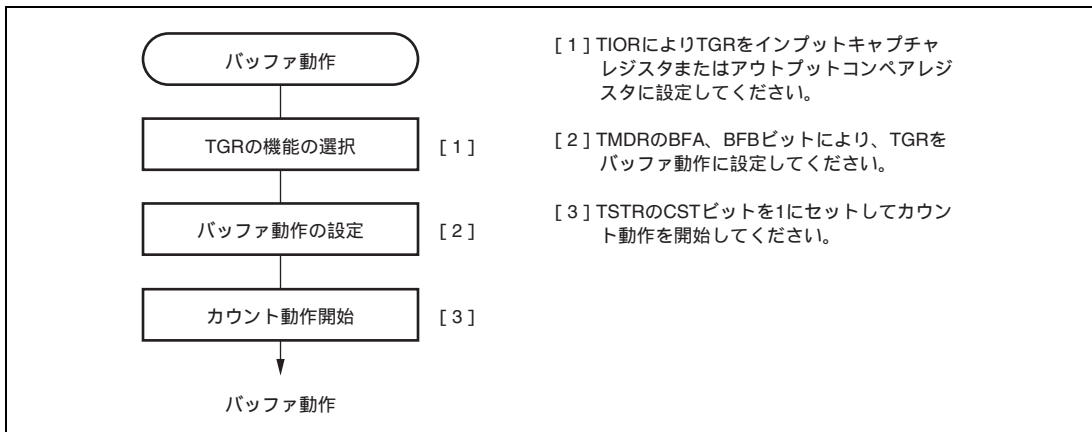 バッファ動作
TGRの機能の選択
[ 1 ]
バッファ動作の設定
[ 2 ]
カウント動作開始
[ 3 ]
バッファ動作
[ 1 ] TIORによりTGRをインプットキャプチャ
レジスタまたはアウトプットコンペアレジ
スタに設定してください。
[ 2 ] TMDRのBFA、BFBビットにより、TGRを
バッファ動作に設定してください。
[ 3 ] TSTRのCSTビットを1にセットしてカウン
ト動作を開始してください。